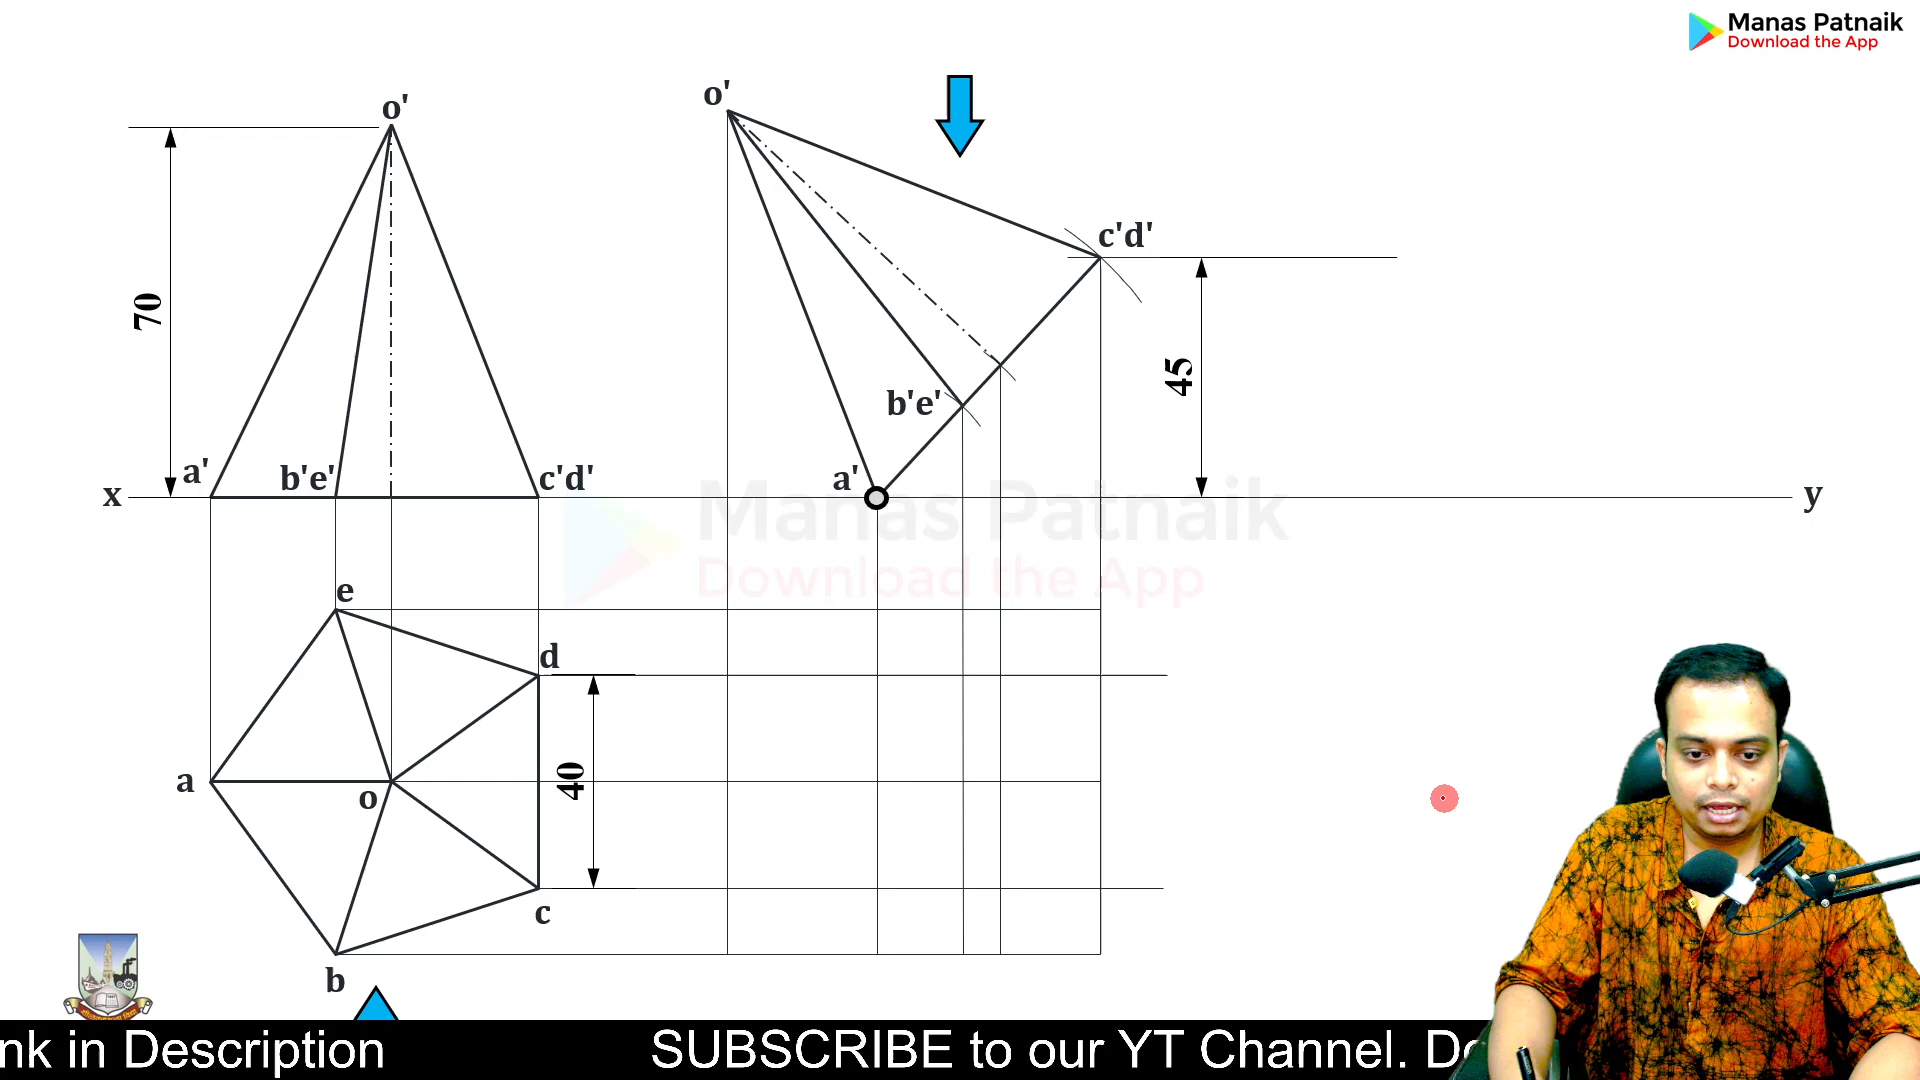 Manas Patnaik
Download the App
o'
o'
c'd'
70
45
b'e'
a'
b'e'
c'd'
a'
x
y
Manas Patnaik
Download the App
e
d
a
o
40
c
b
nk in Description
SUBSCRIBE to our YT Channel.